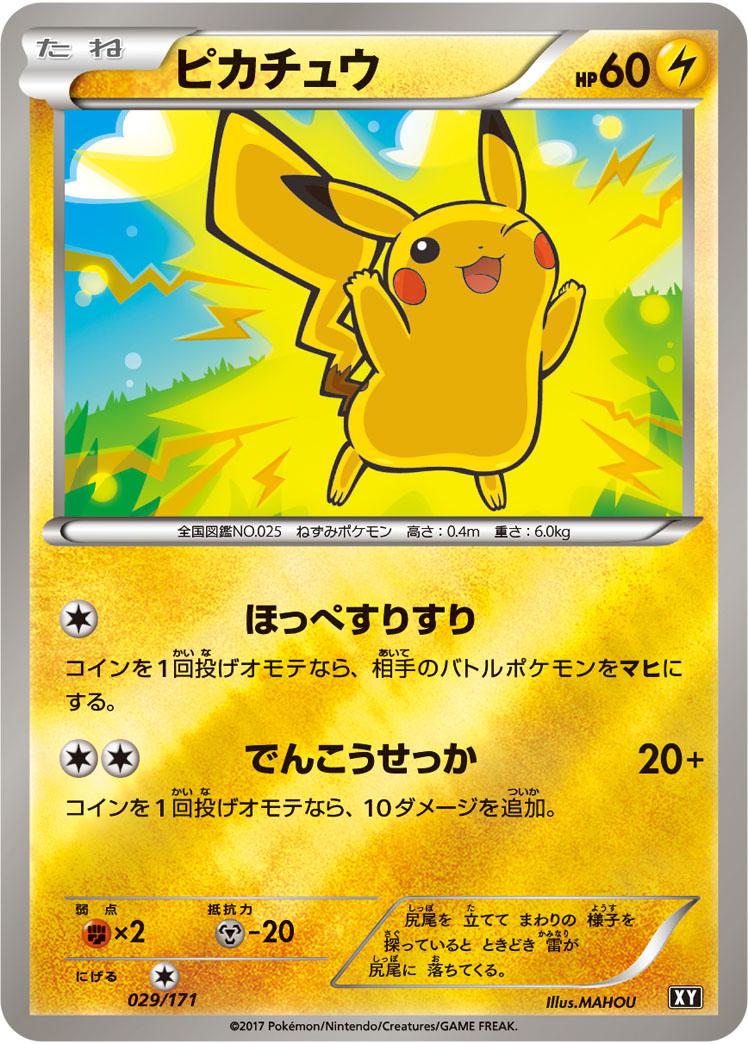 たね
ピカチュウ
HP60
全国図鑑NO.025 ねずみポケモン 高さ：0.4m 重さ：6.0kg
ほっぺすりすり
コインを1回投げオモテなら、相手のバトルポケモンをマヒに
する。
でんこうせっか 20+
コインを1回投げオモテなら、10ダメージを追加。
弱点 抵抗力
×2 -20
にげる
尻尾を 立てて まわりの 様子を
探っていると ときどき 雷が
尻尾に 落ちてくる。
029/171
Illus.MAHOU
XY
©2017 Pokémon/Nintendo/Creatures/GAME FREAK.